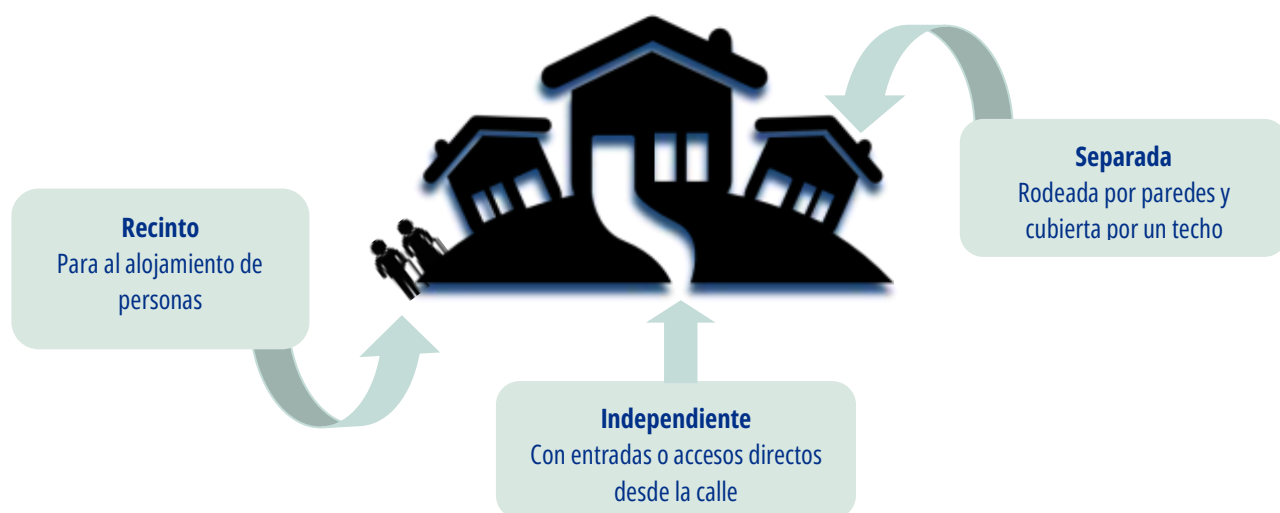 Separada
Rodeada por paredes y
cubierta por un techo
Recinto
Para al alojamiento de
personas
Independiente
Con entradas o accesos directos
desde la calle